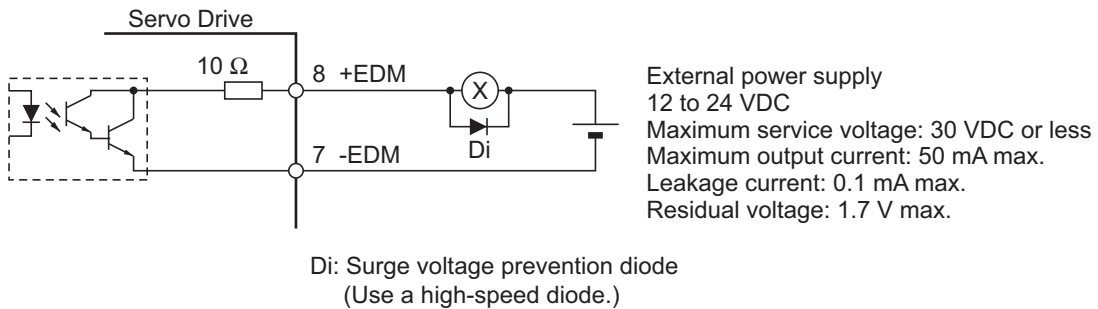 Servo Drive
10 Ω
8 +EDM
X
Di
7 -EDM
External power supply
12 to 24 VDC
Maximum service voltage: 30 VDC or less
Maximum output current: 50 mA max.
Leakage current: 0.1 mA max.
Residual voltage: 1.7 V max.
Di: Surge voltage prevention diode
(Use a high-speed diode.)